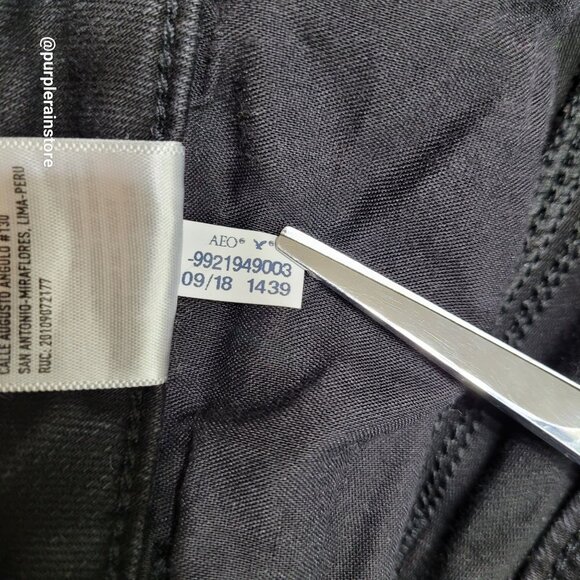 @purplerainstore
CALLE AUGUSTO ANGULO #130
SAN ANTONIO-MIRAFLORES, LIMA-PERU
RUC: 20109072177
AEO®
-9921949003
09/18 1439